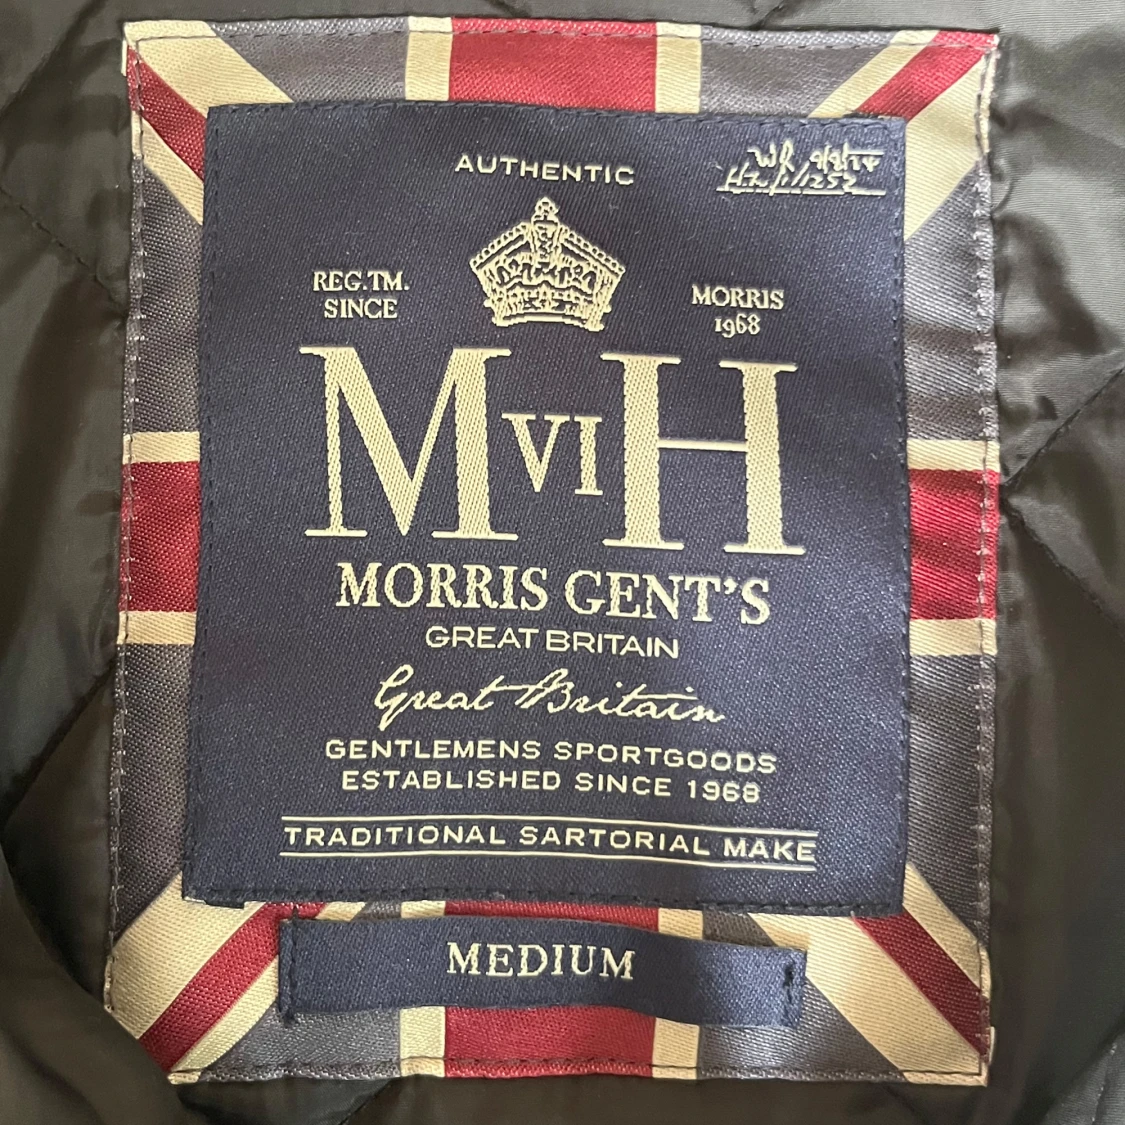 AUTHENTIC
REG.TM.
SINCE
MORRIS
1968
MVIH
MORRIS GENT'S
GREAT BRITAIN
Great Britain
GENTLEMENS SPORTGOODS
ESTABLISHED SINCE 1968
TRADITIONAL SARTORIAL MAKE
MEDIUM